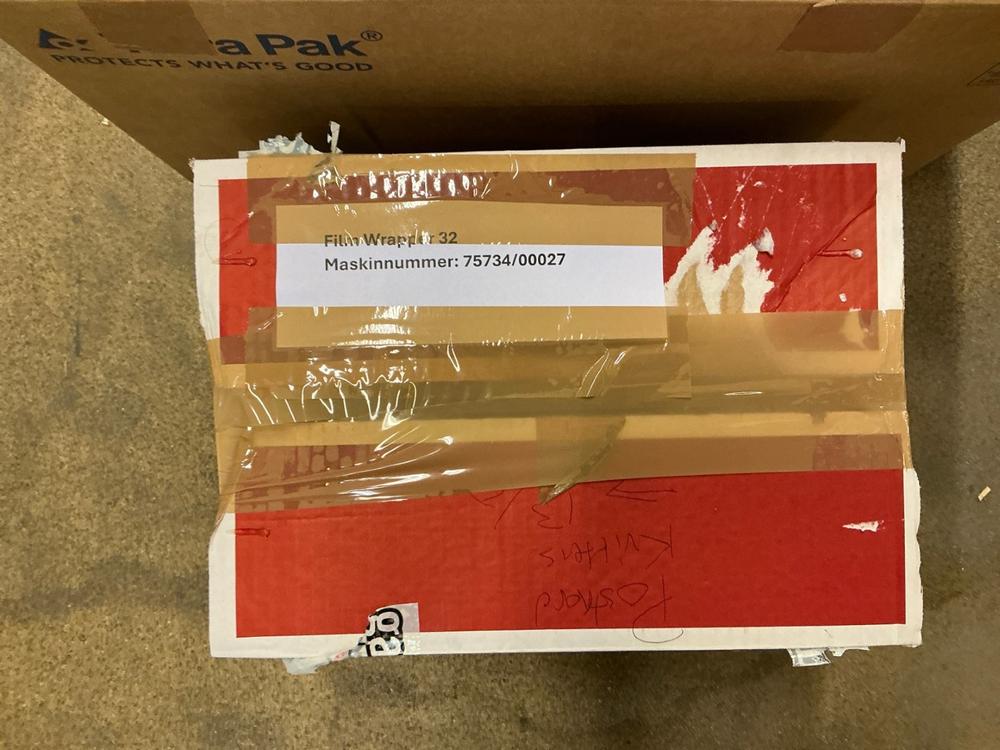 Pak®
PROTECTS WHAT'S GOOD
Film Wrapper 32
Maskinnummer: 75734/00027